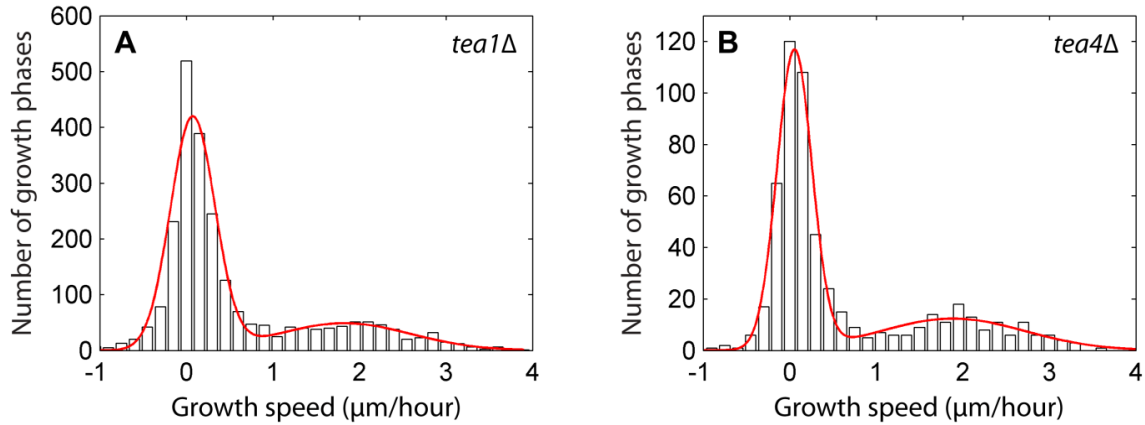 A
tea1Δ
Number of growth phases
600
500
400
300
200
100
0
-1 0 1 2 3 4
Growth speed (µm/hour)
B
tea4Δ
Number of growth phases
120
100
80
60
40
20
0
-1 0 1 2 3 4
Growth speed (µm/hour)